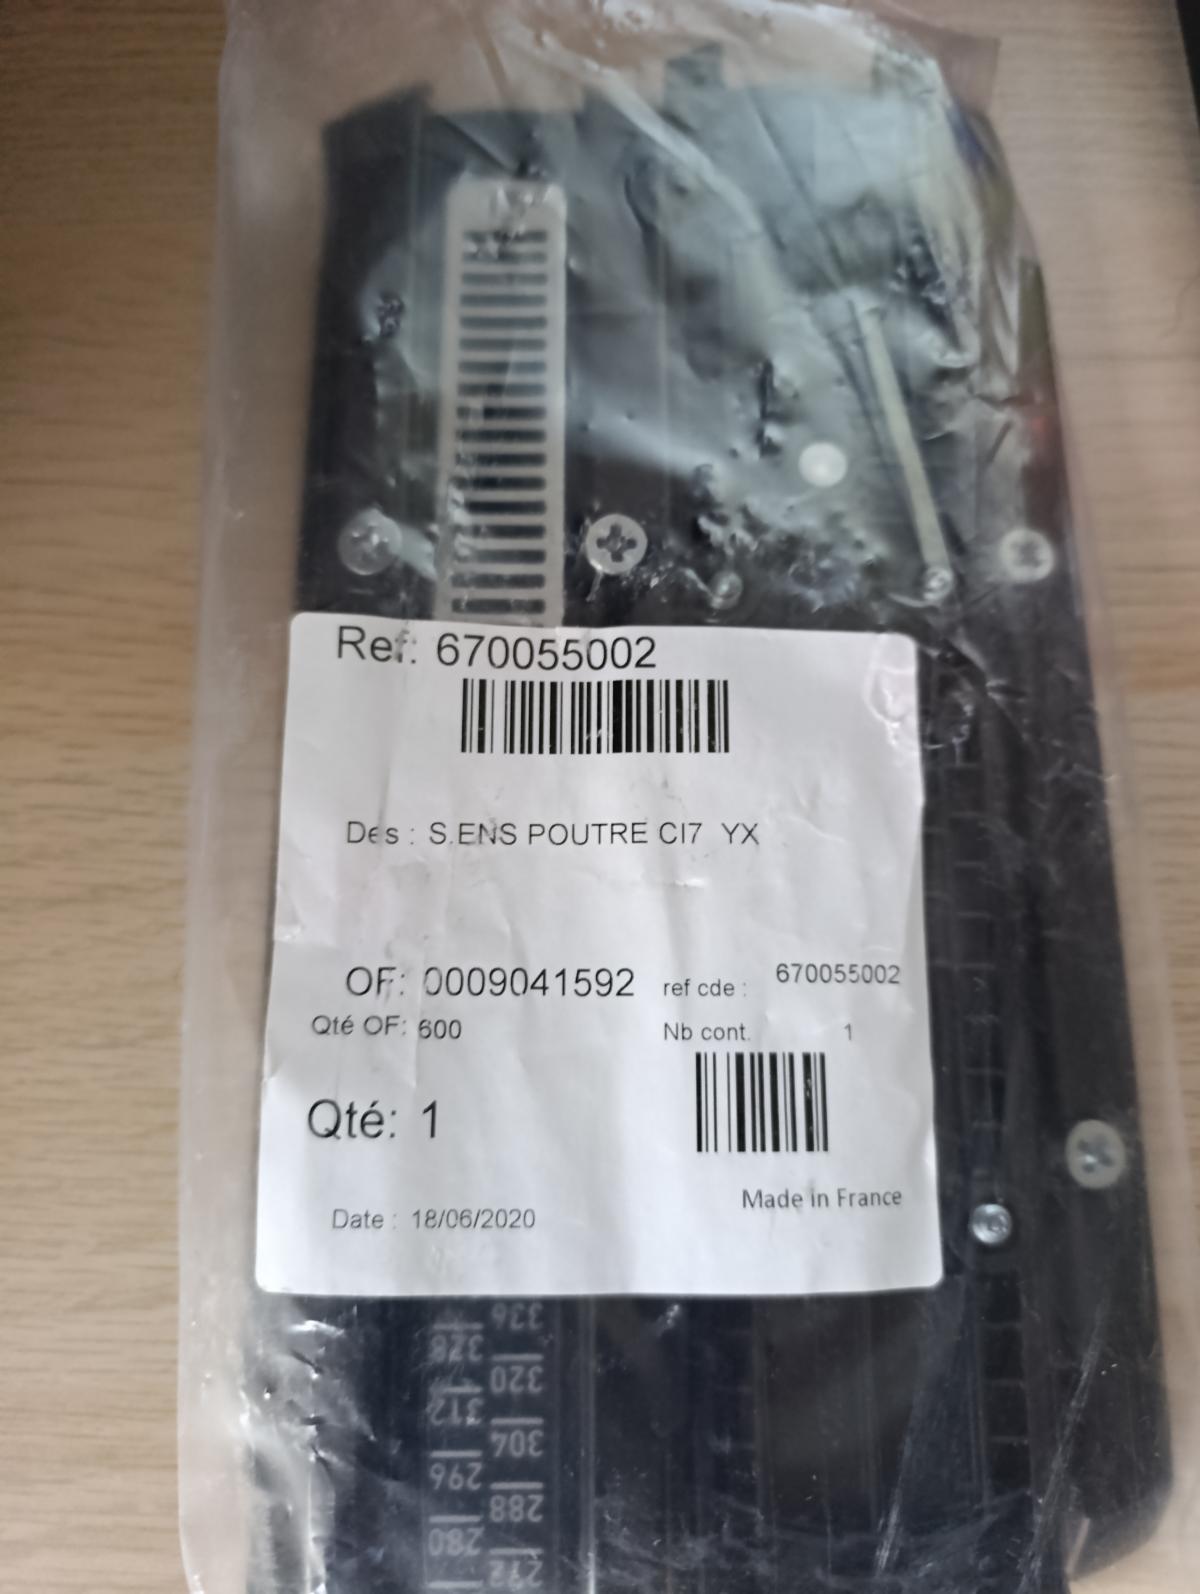 Ref: 670055002
Des : S.ENS POUTRE CI7 YX
OF: 0009041592 ref cde : 670055002
Qté OF: 600 Nb cont. 1
Qté: 1
Made in France
Date : 18/06/2020
336
328
320
312
304
296
288
280
272